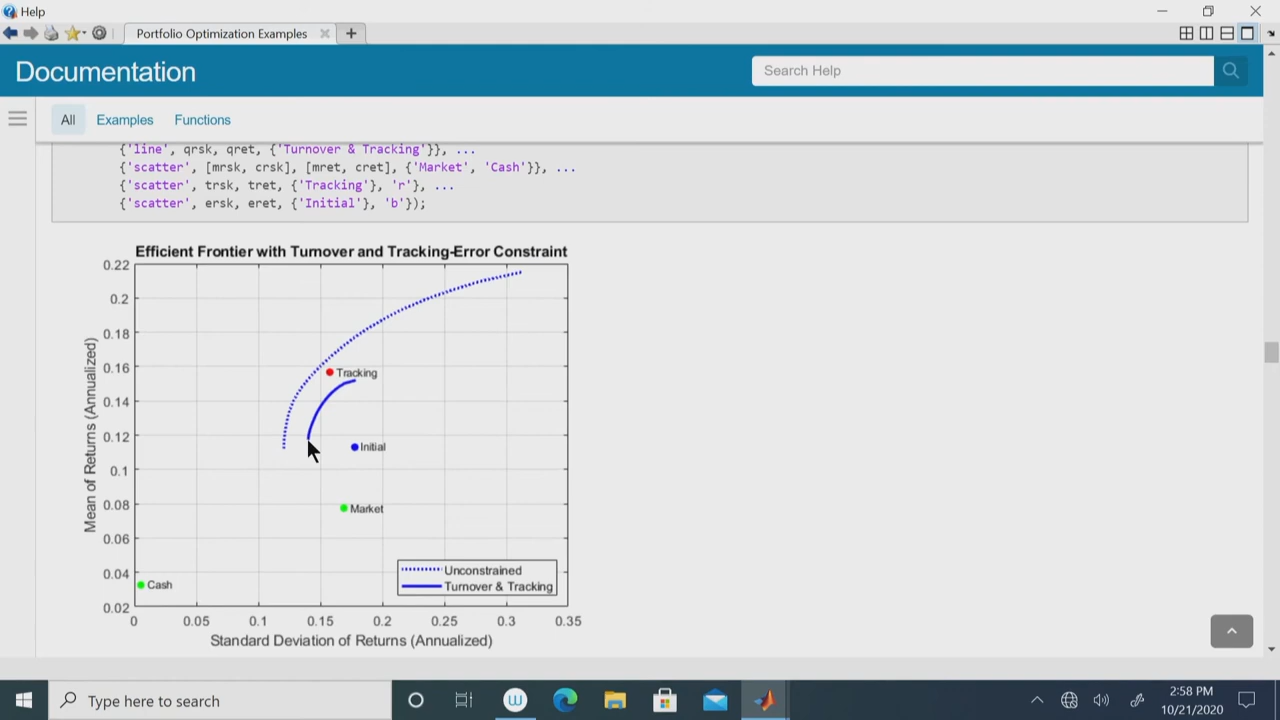 Help
Portfolio Optimization Examples
Documentation
Search Help
All Examples Functions
{'line', qrsk, qret, {'Turnover & Tracking'}}, ...
{'scatter', [mrsk, crsk], [mret, cret], {'Market', 'Cash'}}, ...
{'scatter', trsk, tret, {'Tracking'}, 'r'}, ...
{'scatter', ersk, eret, {'Initial'}, 'b'});
Efficient Frontier with Turnover and Tracking-Error Constraint
0.22
0.2
0.18
0.16
0.14
0.12
0.1
0.08
0.06
0.04
0.02
Mean of Returns (Annualized)
Tracking
Initial
Market
Cash
Unconstrained
Turnover & Tracking
0 0.05 0.1 0.15 0.2 0.25 0.3 0.35
Standard Deviation of Returns (Annualized)
Type here to search
2:58 PM
10/21/2020